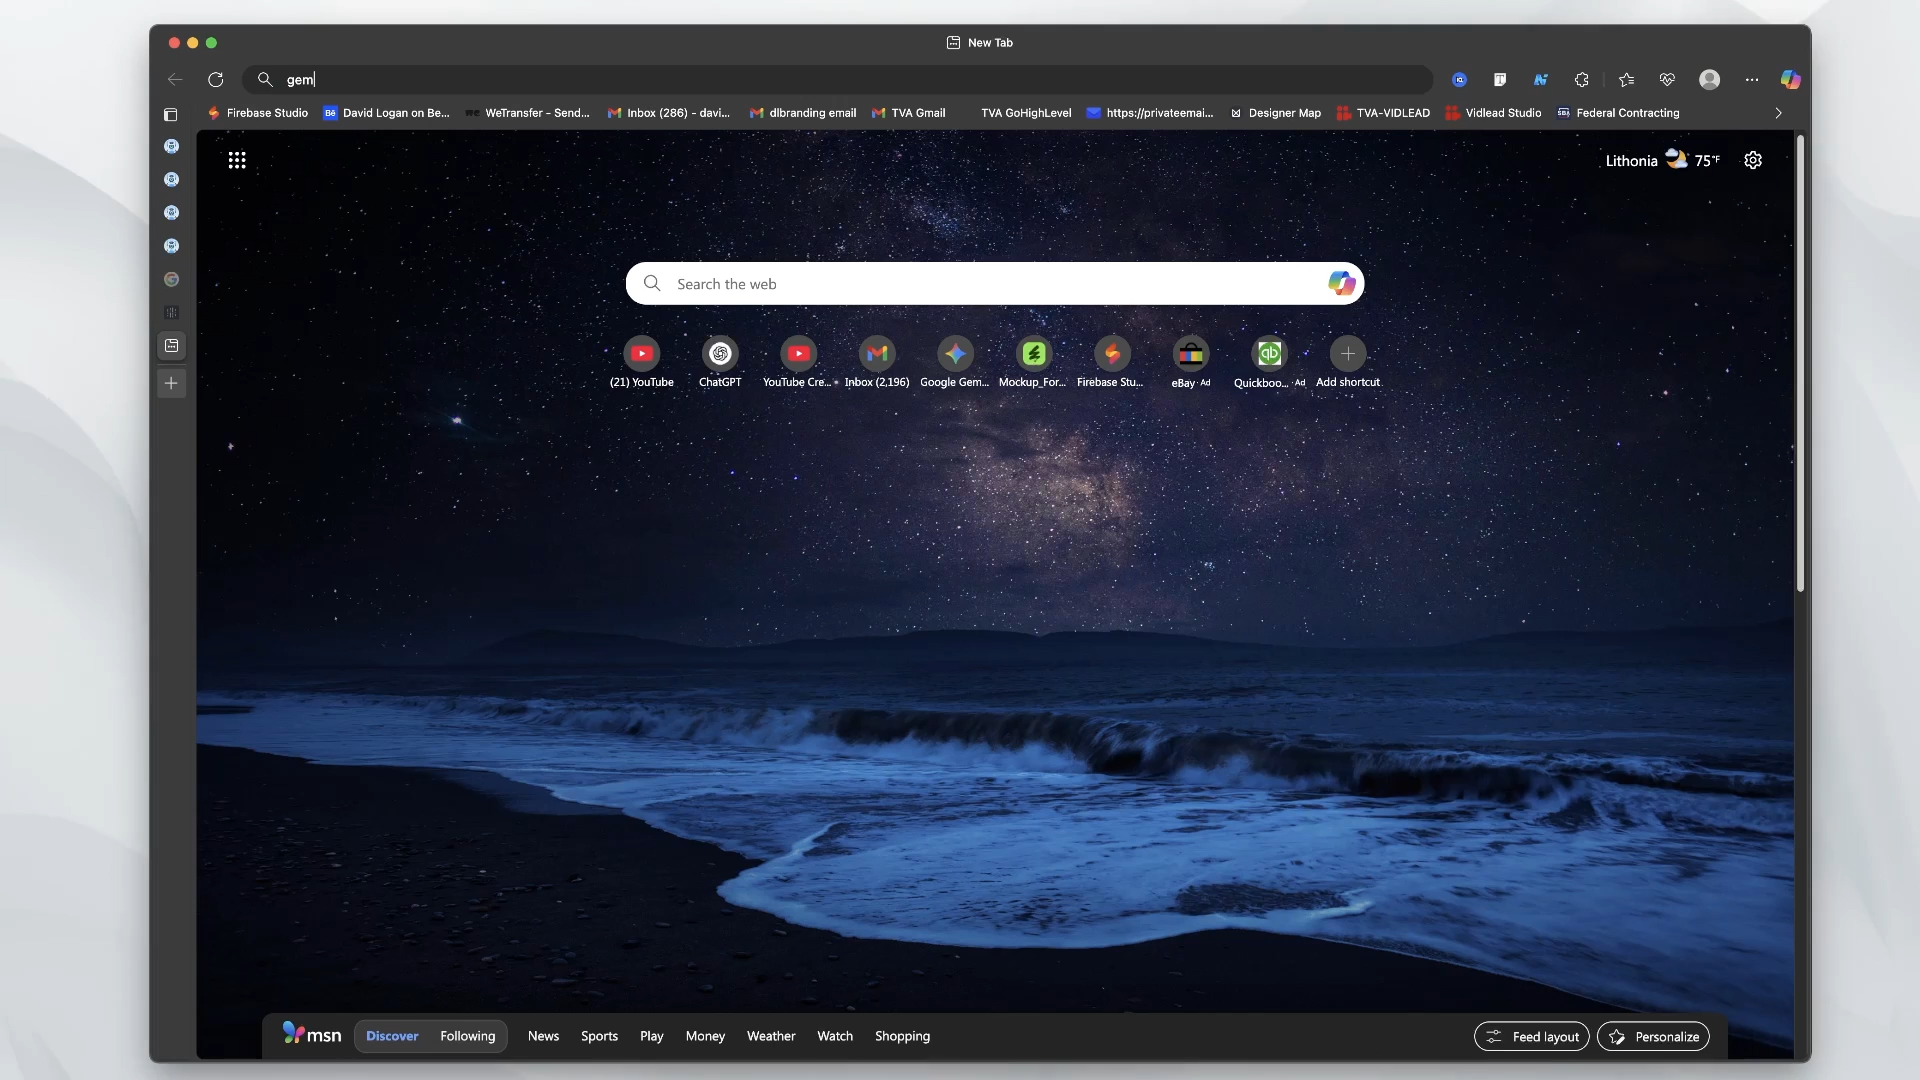 New Tab
gem
Firebase Studio David Logan on Be... WeTransfer - Send... Inbox (286) - davi... dlbranding email TVA Gmail TVA GoHighLevel https://privateemai... Designer Map TVA-VIDLEAD Vidlead Studio Federal Contracting
Lithonia 75°F
Search the web
(21) YouTube ChatGPT YouTube Cre... Inbox (2,196) Google Gem... Mockup_For... Firebase Stu... eBay · Ad Quickboo... · Ad Add shortcut
msn Discover Following News Sports Play Money Weather Watch Shopping Feed layout Personalize